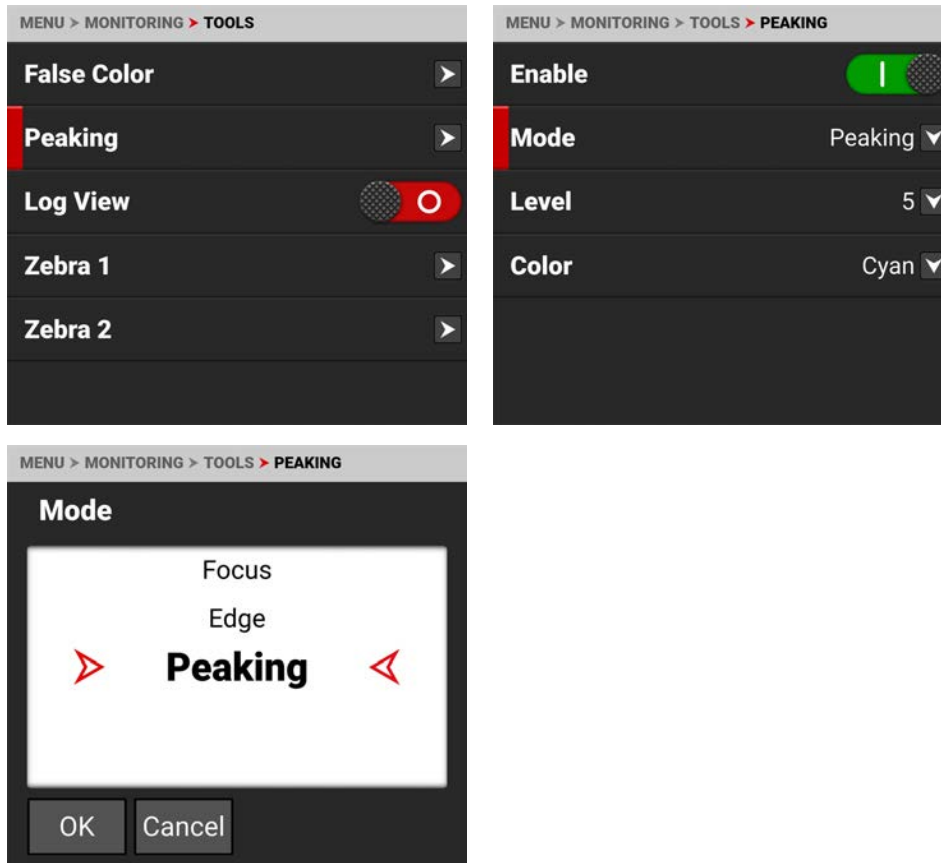 MENU > MONITORING > TOOLS
False Color
Peaking
Log View
Zebra 1
Zebra 2
MENU > MONITORING > TOOLS > PEAKING
Enable
Mode Peaking
Level 5
Color Cyan
MENU > MONITORING > TOOLS > PEAKING
Mode
Focus
Edge
Peaking
OK Cancel